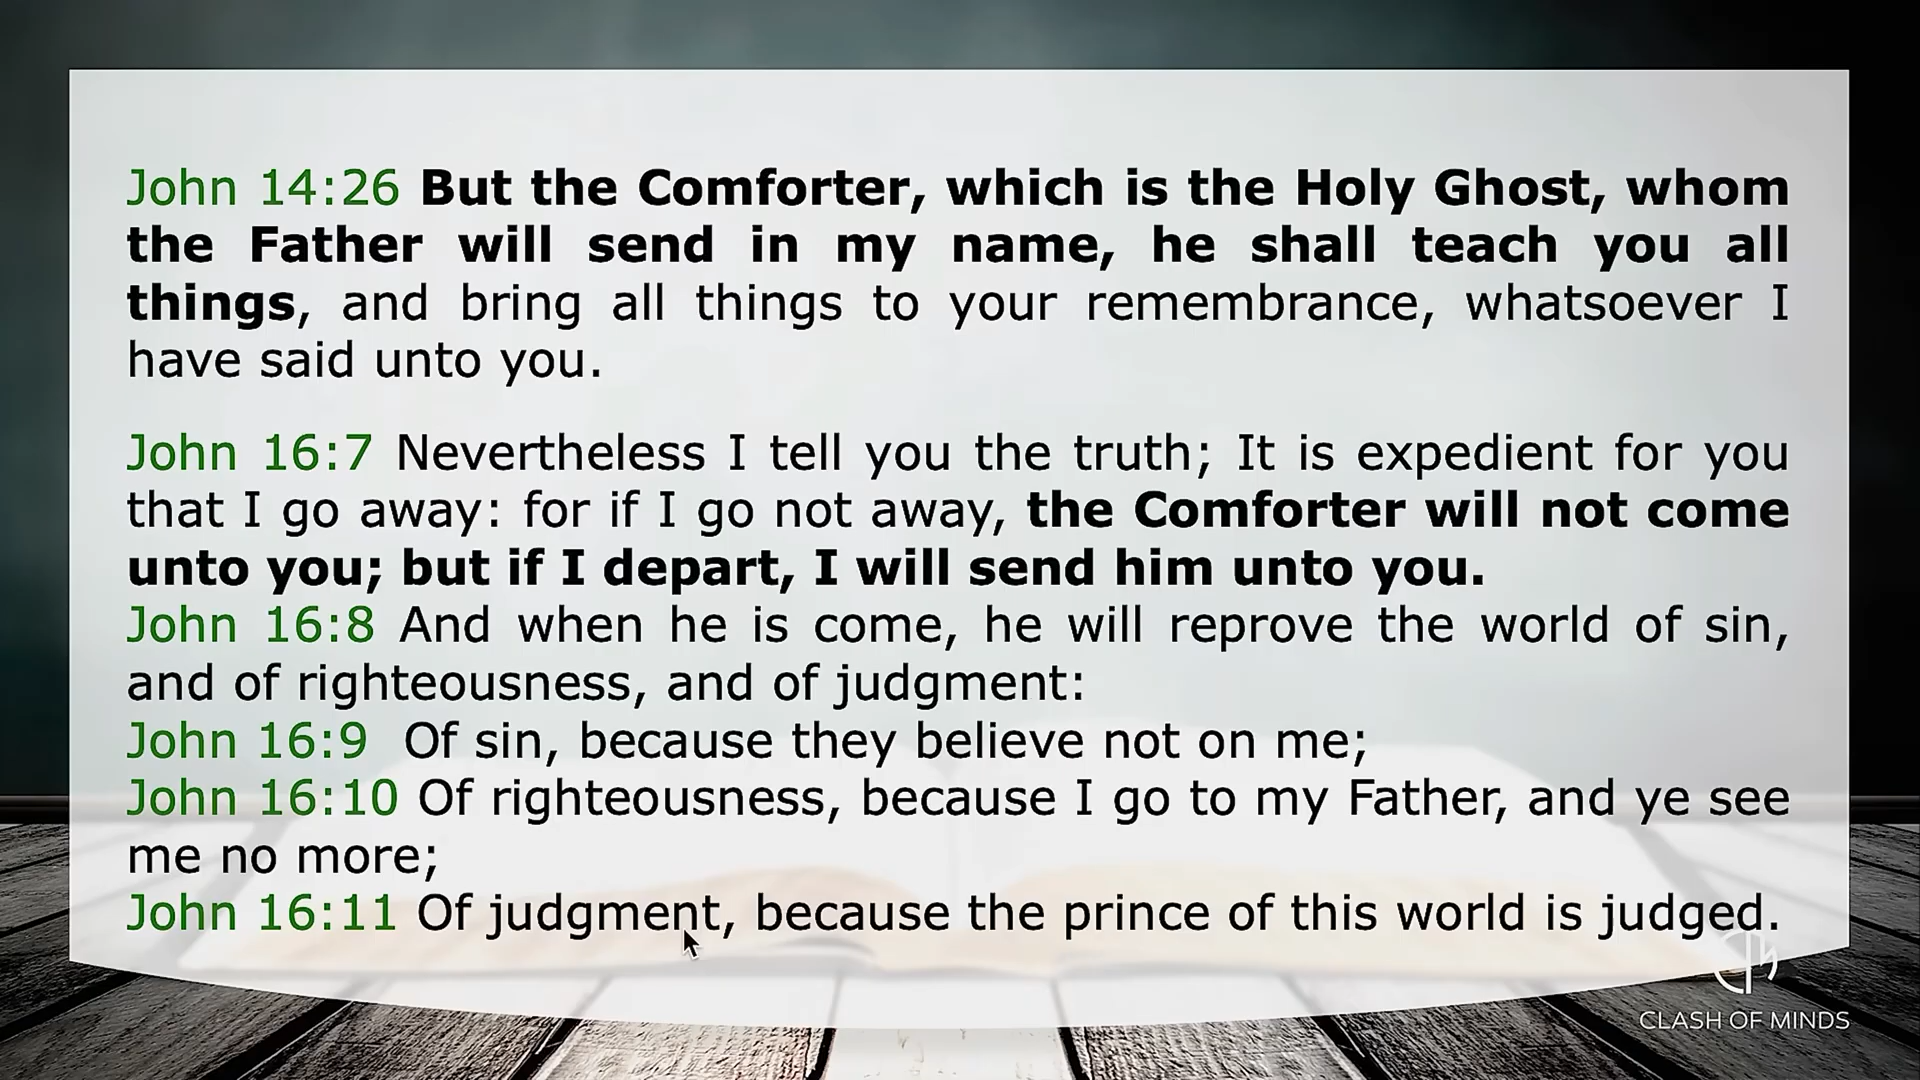 John 14:26 But the Comforter, which is the Holy Ghost, whom
the Father will send in my name, he shall teach you all
things, and bring all things to your remembrance, whatsoever I
have said unto you.
John 16:7 Nevertheless I tell you the truth; It is expedient for you
that I go away: for if I go not away, the Comforter will not come
unto you; but if I depart, I will send him unto you.
John 16:8 And when he is come, he will reprove the world of sin,
and of righteousness, and of judgment:
John 16:9 Of sin, because they believe not on me;
John 16:10 Of righteousness, because I go to my Father, and ye see
me no more;
John 16:11 Of judgment, because the prince of this world is judged.
CLASH OF MINDS